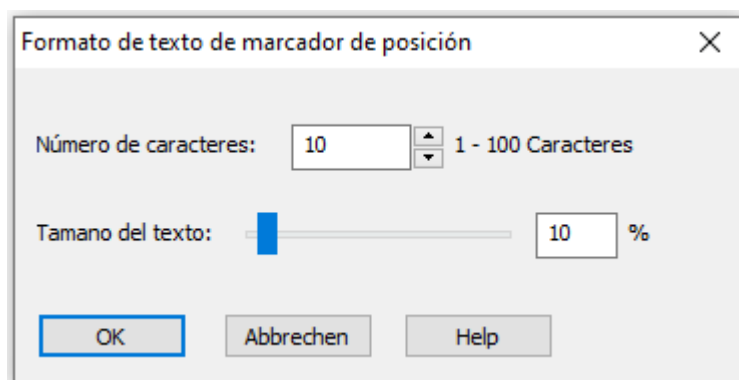 Formato de texto de marcador de posición
Número de caracteres: 10 1 - 100 Caracteres
Tamano del texto: 10 %
OK Abbrechen Help